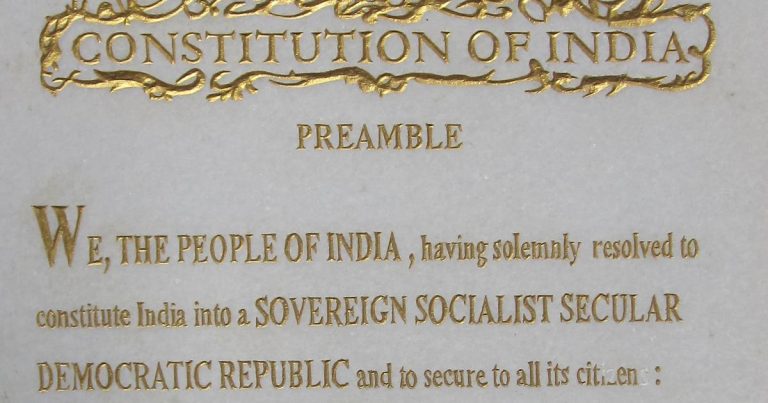 CONSTITUTION OF INDIA
PREAMBLE
WE, THE PEOPLE OF INDIA , having solemnly resolved to
constitute India into a SOVEREIGN SOCIALIST SECULAR
DEMOCRATIC REPUBLIC and to secure to all its :